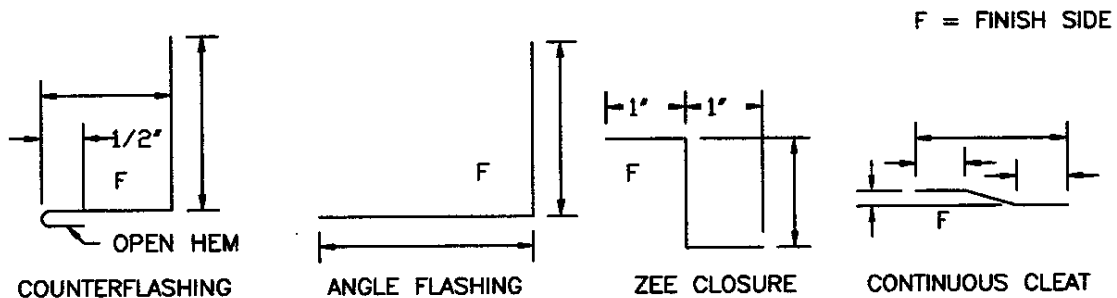 F = FINISH SIDE
1/2"
F
OPEN HEM
COUNTERFLASHING
F
ANGLE FLASHING
1" 1"
F
ZEE CLOSURE
F
CONTINUOUS CLEAT